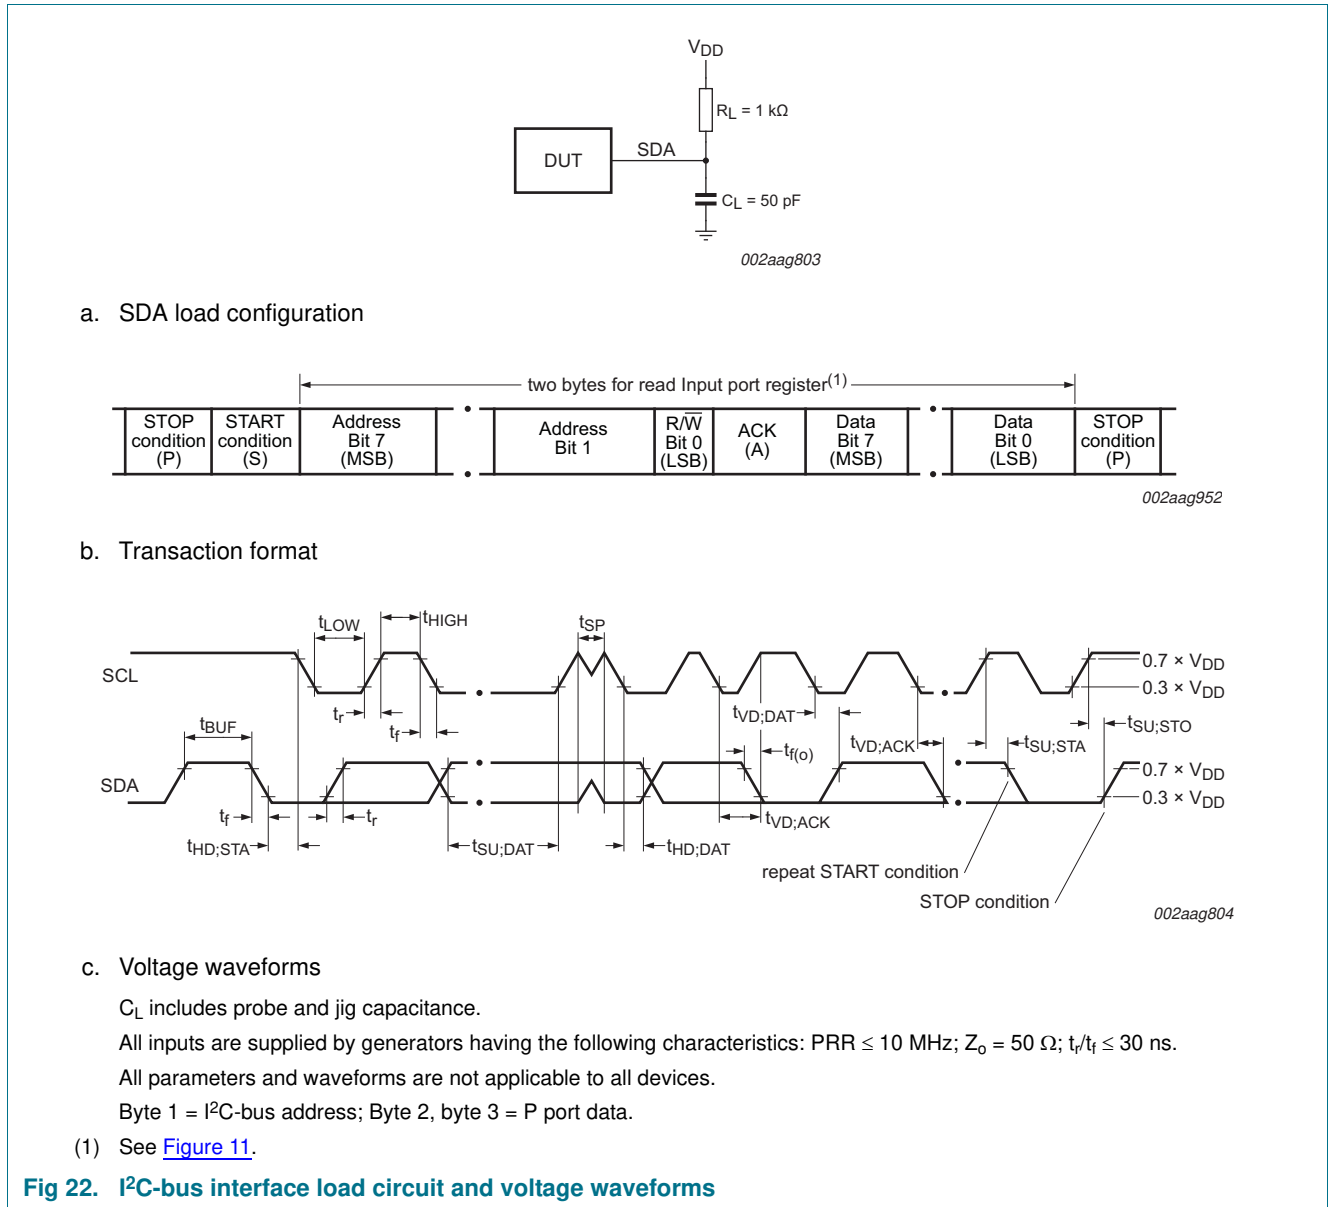 VDD
RL = 1 kΩ
DUT
SDA
CL = 50 pF
002aag803
a. SDA load configuration
two bytes for read Input port register(1)
STOP condition (P)
START condition (S)
Address Bit 7 (MSB)
Address Bit 1
R/W̅ Bit 0 (LSB)
ACK (A)
Data Bit 7 (MSB)
Data Bit 0 (LSB)
STOP condition (P)
002aag952
b. Transaction format
tLOW
tHIGH
tSP
SCL
0.7 × VDD
0.3 × VDD
tr
tf
tVD;DAT
tBUF
tf(o)
tVD;ACK
tSU;STA
tSU;STO
SDA
0.7 × VDD
0.3 × VDD
tf
tr
tVD;ACK
tHD;STA
tSU;DAT
tHD;DAT
repeat START condition
STOP condition
002aag804
c. Voltage waveforms
CL includes probe and jig capacitance.
All inputs are supplied by generators having the following characteristics: PRR ≤ 10 MHz; Zo = 50 Ω; tr/tf ≤ 30 ns.
All parameters and waveforms are not applicable to all devices.
Byte 1 = I²C-bus address; Byte 2, byte 3 = P port data.
(1) See Figure 11.
Fig 22. I²C-bus interface load circuit and voltage waveforms